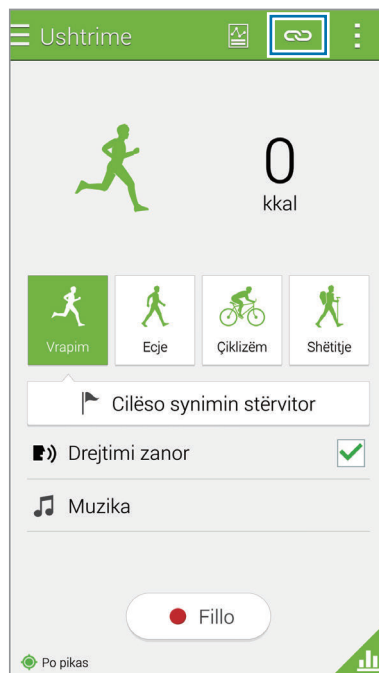 Ushtrime
0
kkal
Vrapim
Ecje
Çiklizëm
Shëtitje
Cilëso synimin stërvitor
Drejtimi zanor
Muzika
Fillo
Po pikas